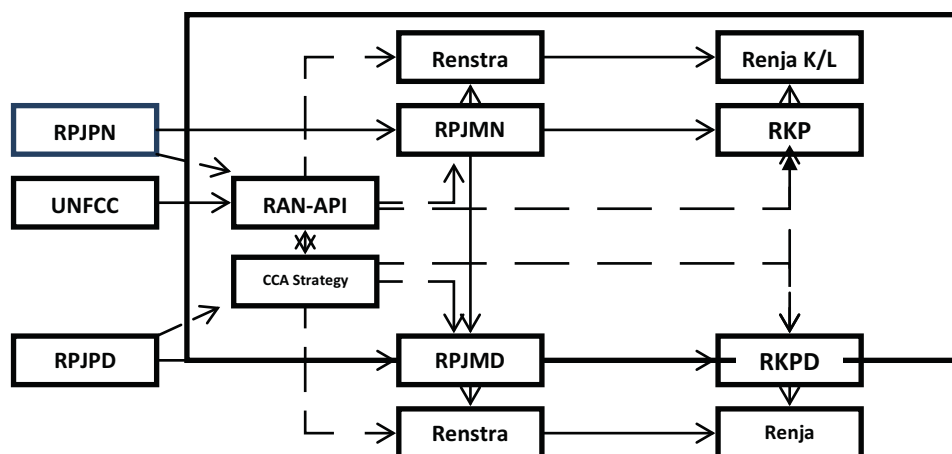 Renstra
Renja K/L
RPJPN
RPJMN
RKP
UNFCC
RAN-API
CCA Strategy
RPJPD
RPJMD
RKPD
Renstra
Renja